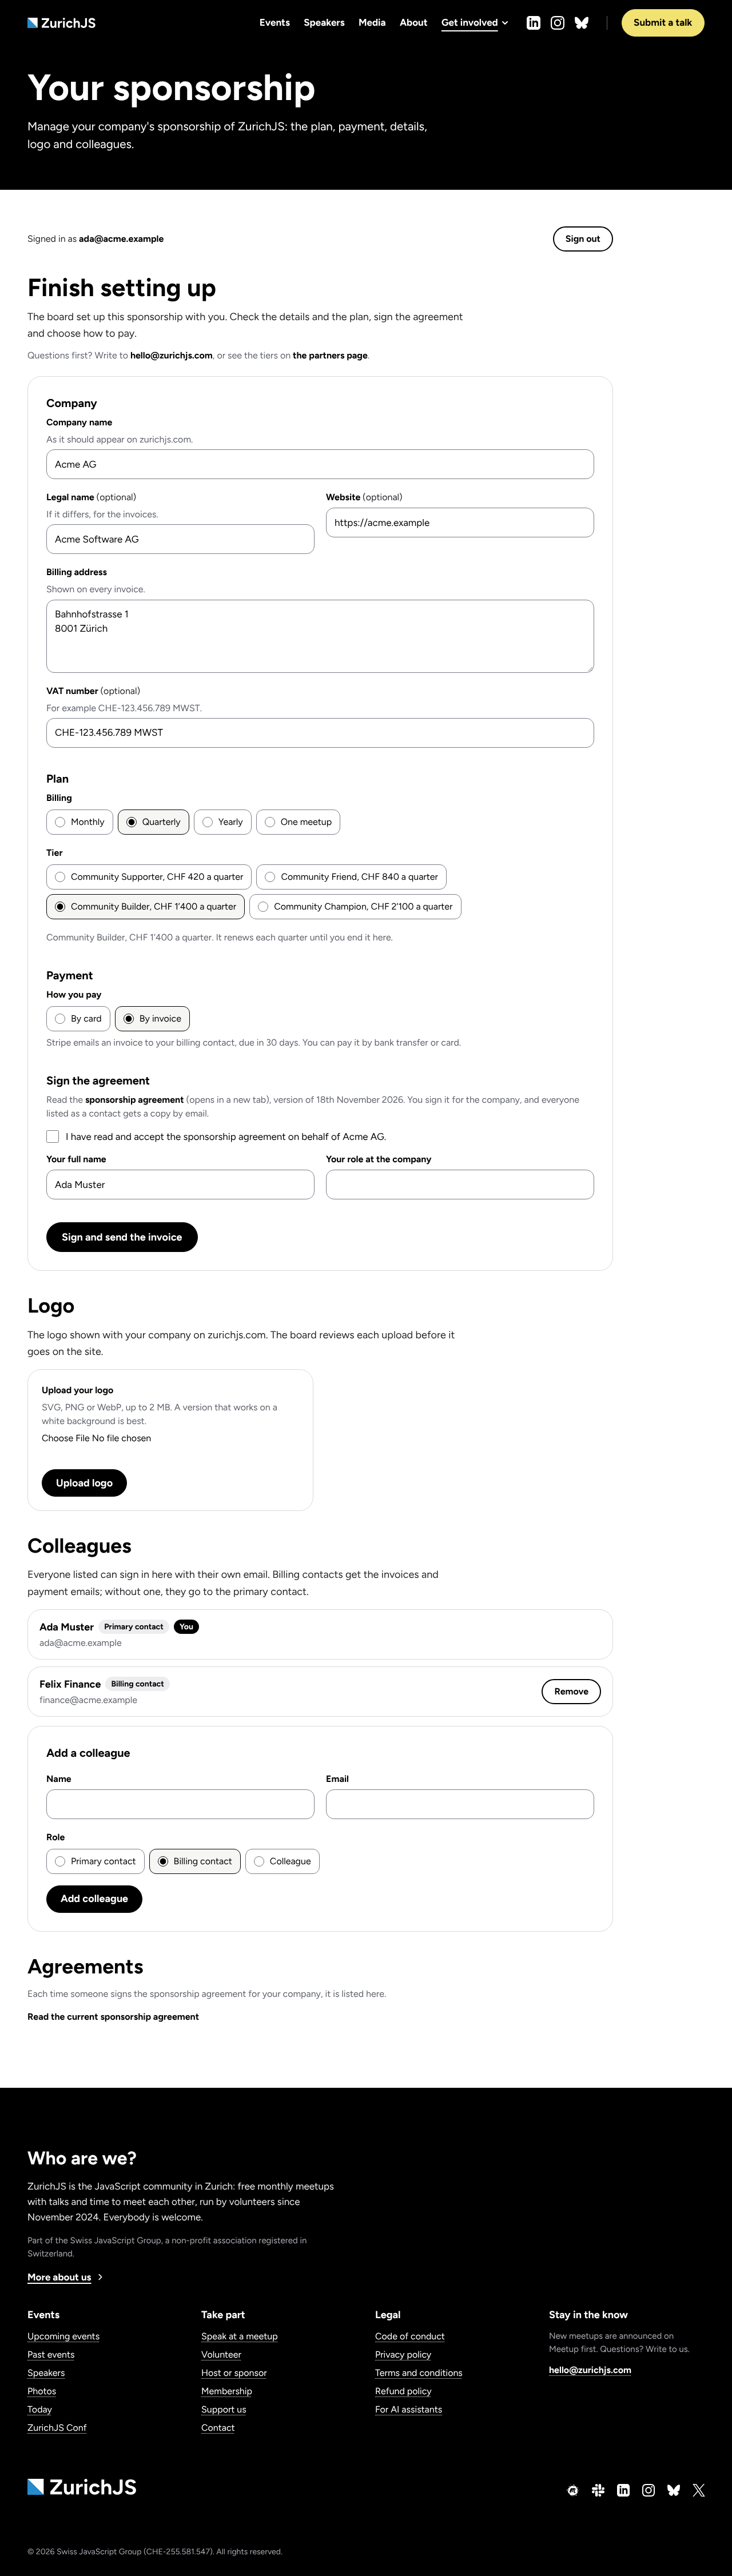 ZurichJS
Events Speakers Media About Get involved Submit a talk
Your sponsorship
Manage your company's sponsorship of ZurichJS: the plan, payment, details,
logo and colleagues.
Signed in as ada@acme.example
Sign out
Finish setting up
The board set up this sponsorship with you. Check the details and the plan, sign the agreement
and choose how to pay.
Questions first? Write to hello@zurichjs.com, or see the tiers on the partners page.
Company
Company name
As it should appear on zurichjs.com.
Acme AG
Legal name (optional)
If it differs, for the invoices.
Acme Software AG
Website (optional)
https://acme.example
Billing address
Shown on every invoice.
Bahnhofstrasse 1
8001 Zürich
VAT number (optional)
For example CHE-123.456.789 MWST.
CHE-123.456.789 MWST
Plan
Billing
Monthly Quarterly Yearly One meetup
Tier
Community Supporter, CHF 420 a quarter Community Friend, CHF 840 a quarter
Community Builder, CHF 1'400 a quarter Community Champion, CHF 2'100 a quarter
Community Builder, CHF 1'400 a quarter. It renews each quarter until you end it here.
Payment
How you pay
By card By invoice
Stripe emails an invoice to your billing contact, due in 30 days. You can pay it by bank transfer or card.
Sign the agreement
Read the sponsorship agreement (opens in a new tab), version of 18th November 2026. You sign it for the company, and everyone
listed as a contact gets a copy by email.
I have read and accept the sponsorship agreement on behalf of Acme AG.
Your full name
Ada Muster
Your role at the company
Sign and send the invoice
Logo
The logo shown with your company on zurichjs.com. The board reviews each upload before it
goes on the site.
Upload your logo
SVG, PNG or WebP, up to 2 MB. A version that works on a
white background is best.
Choose File No file chosen
Upload logo
Colleagues
Everyone listed can sign in here with their own email. Billing contacts get the invoices and
payment emails; without one, they go to the primary contact.
Ada Muster Primary contact You
ada@acme.example
Felix Finance Billing contact
finance@acme.example
Remove
Add a colleague
Name
Email
Role
Primary contact Billing contact Colleague
Add colleague
Agreements
Each time someone signs the sponsorship agreement for your company, it is listed here.
Read the current sponsorship agreement
Who are we?
ZurichJS is the JavaScript community in Zurich: free monthly meetups
with talks and time to meet each other, run by volunteers since
November 2024. Everybody is welcome.
Part of the Swiss JavaScript Group, a non-profit association registered in
Switzerland.
More about us
Events
Upcoming events
Past events
Speakers
Photos
Today
ZurichJS Conf
Take part
Speak at a meetup
Volunteer
Host or sponsor
Membership
Support us
Contact
Legal
Code of conduct
Privacy policy
Terms and conditions
Refund policy
For AI assistants
Stay in the know
New meetups are announced on
Meetup first. Questions? Write to us.
hello@zurichjs.com
ZurichJS
© 2026 Swiss JavaScript Group (CHE-255.581.547). All rights reserved.